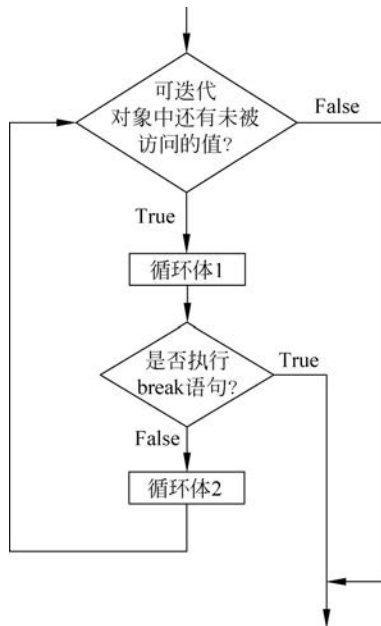 可迭代
对象中还有未被
访问的值?
False
True
循环体1
是否执行
break语句?
True
False
循环体2